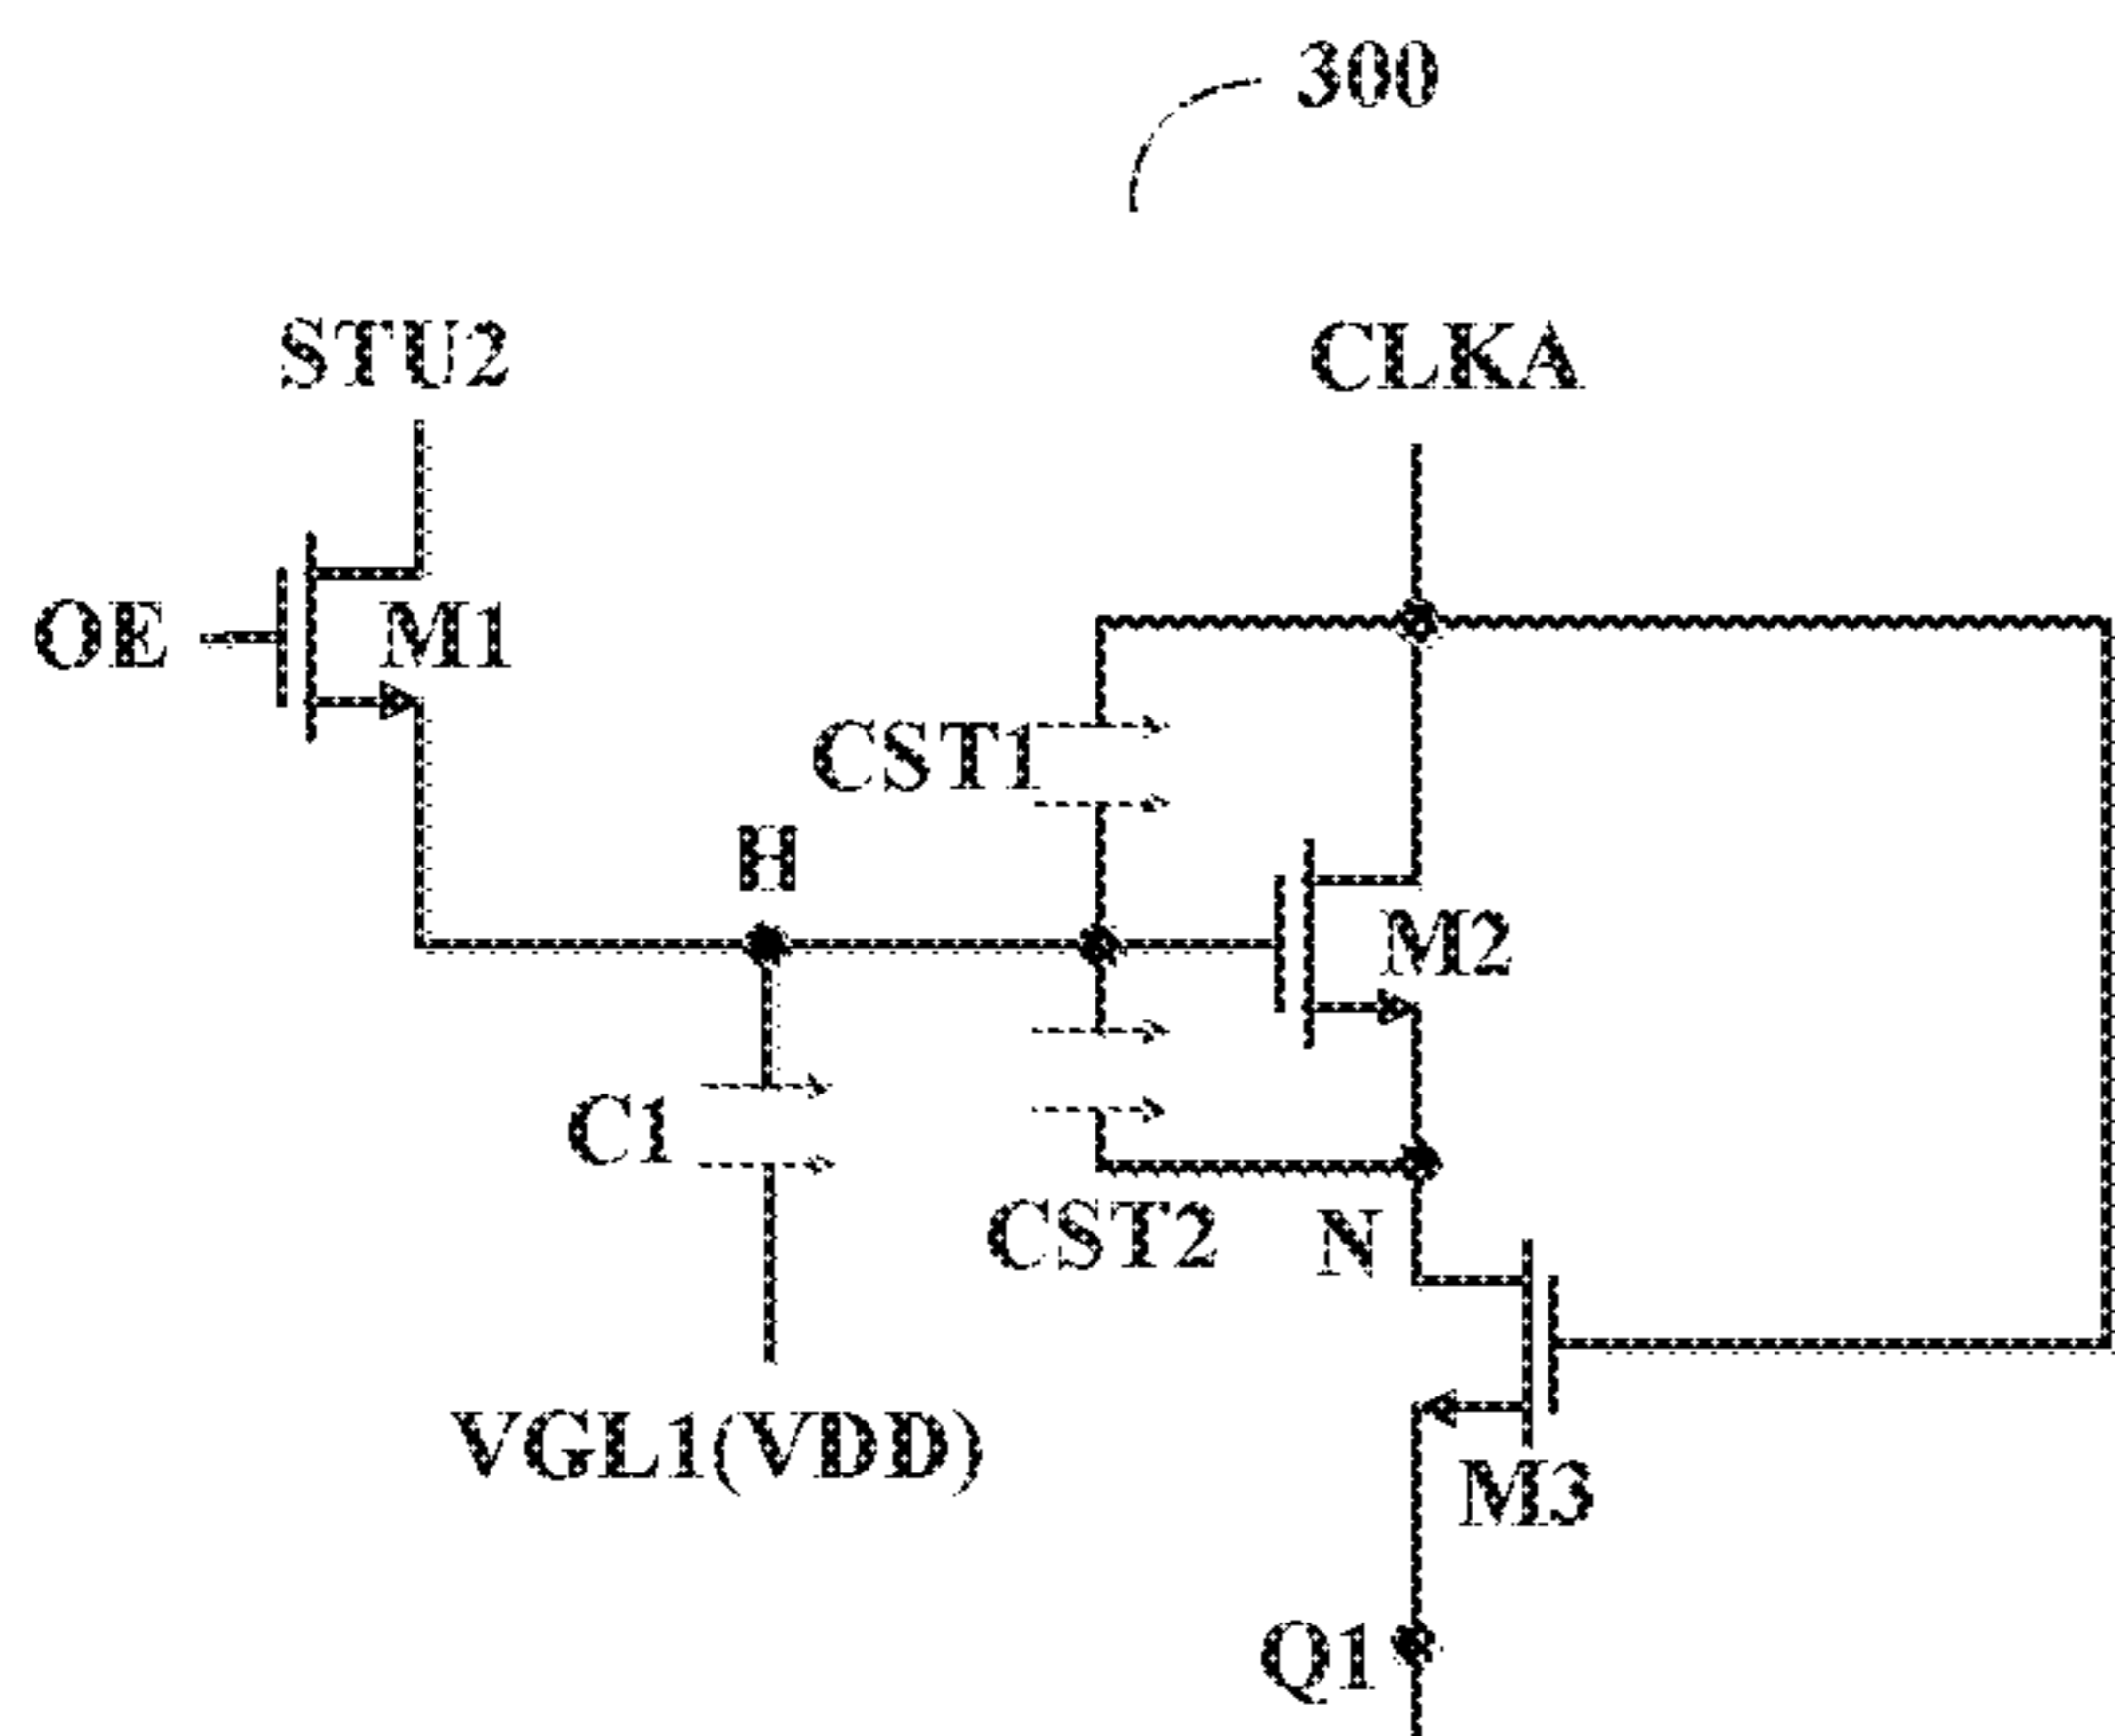 300
STU2
CLKA
OE
M1
CST1
H
M2
C1
CST2
N
VGL1(VDD)
M3
Q1